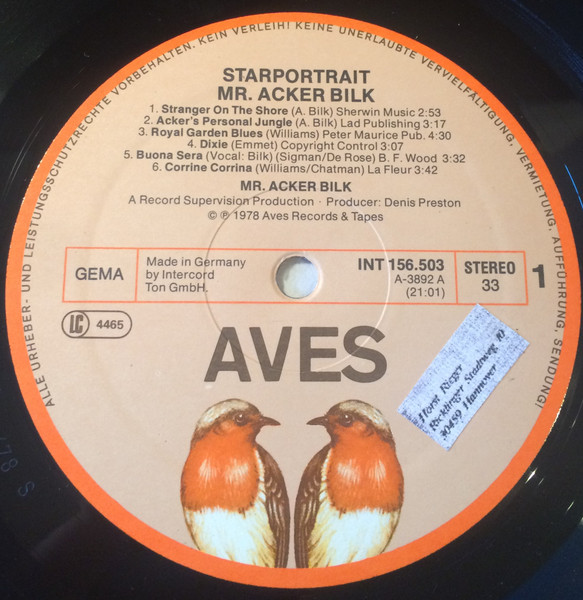 ALLE URHEBER- UND LEISTUNGSSCHUTZRECHTE VORBEHALTEN. KEIN VERLEIH! KEINE UNERLAUBTE VERVIELFÄLTIGUNG, VERMIETUNG, AUFFÜHRUNG, SENDUNG!
STARPORTRAIT
MR. ACKER BILK
1. Stranger On The Shore (A. Bilk) Sherwin Music 2:53
2. Acker's Personal Jungle (A. Bilk) Lad Publishing 3:17
3. Royal Garden Blues (Williams) Peter Maurice Pub. 4:30
4. Dixie (Emmet) Copyright Control 3:07
5. Buona Sera (Vocal: Bilk) (Sigman/De Rose) B. F. Wood 3:32
6. Corrine Corrina (Williams/Chatman) La Fleur 3:42
MR. ACKER BILK
A Record Supervision Production · Producer: Denis Preston
© ℗ 1978 Aves Records & Tapes
GEMA
Made in Germany
by Intercord
Ton GmbH.
INT 156.503
A-3892 A
(21:01)
STEREO
33
1
LC 4465
AVES
Horst Rieger
Ricklinger Stadtweg 10
30459 Hannover